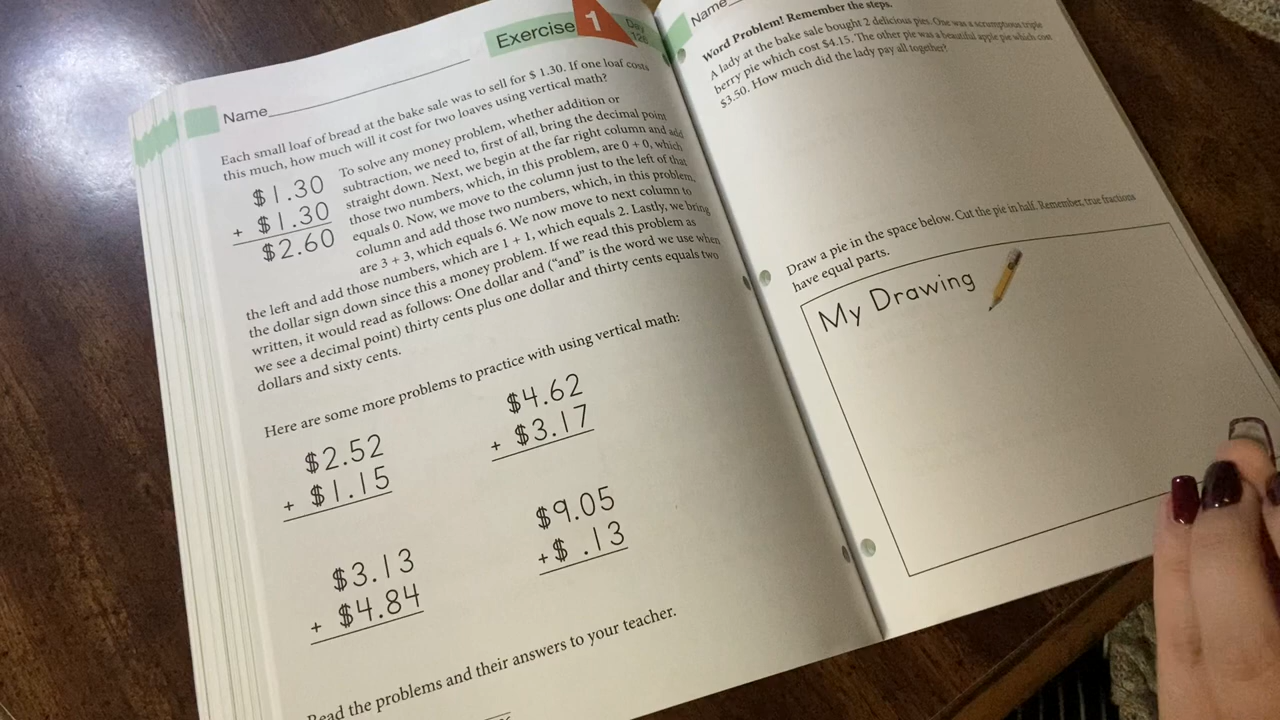 Exercise 1 Day
Name
Each small loaf of bread at the bake sale was to sell for $ 1.30. If one loaf costs
this much, how much will it cost for two loaves using vertical math?
$1.30
+ $1.30
$2.60
To solve any money problem, whether addition or
subtraction, we need to, first of all, bring the decimal point
straight down. Next, we begin at the far right column and add
those two numbers, which, in this problem, are 0 + 0, which
equals 0. Now, we move to the column just to the left of that
column and add those two numbers, which, in this problem,
are 3 + 3, which equals 6. We now move to next column to
the left and add those numbers, which are 1 + 1, which equals 2. Lastly, we bring
the dollar sign down since this a money problem. If we read this problem as
written, it would read as follows: One dollar and (“and” is the word we use when
we see a decimal point) thirty cents plus one dollar and thirty cents equals two
dollars and sixty cents.
Here are some more problems to practice with using vertical math:
$2.52
+ $1.15
$4.62
+ $3.17
$3.13
+ $4.84
$9.05
+$ .13
Read the problems and their answers to your teacher.
Name
Word Problem! Remember the steps.
A lady at the bake sale bought 2 delicious pies. One was a scrumptious triple
berry pie which cost $4.15. The other pie was a beautiful apple pie which cost
$3.50. How much did the lady pay all together?
Draw a pie in the space below. Cut the pie in half. Remember, true fractions
have equal parts.
My Drawing